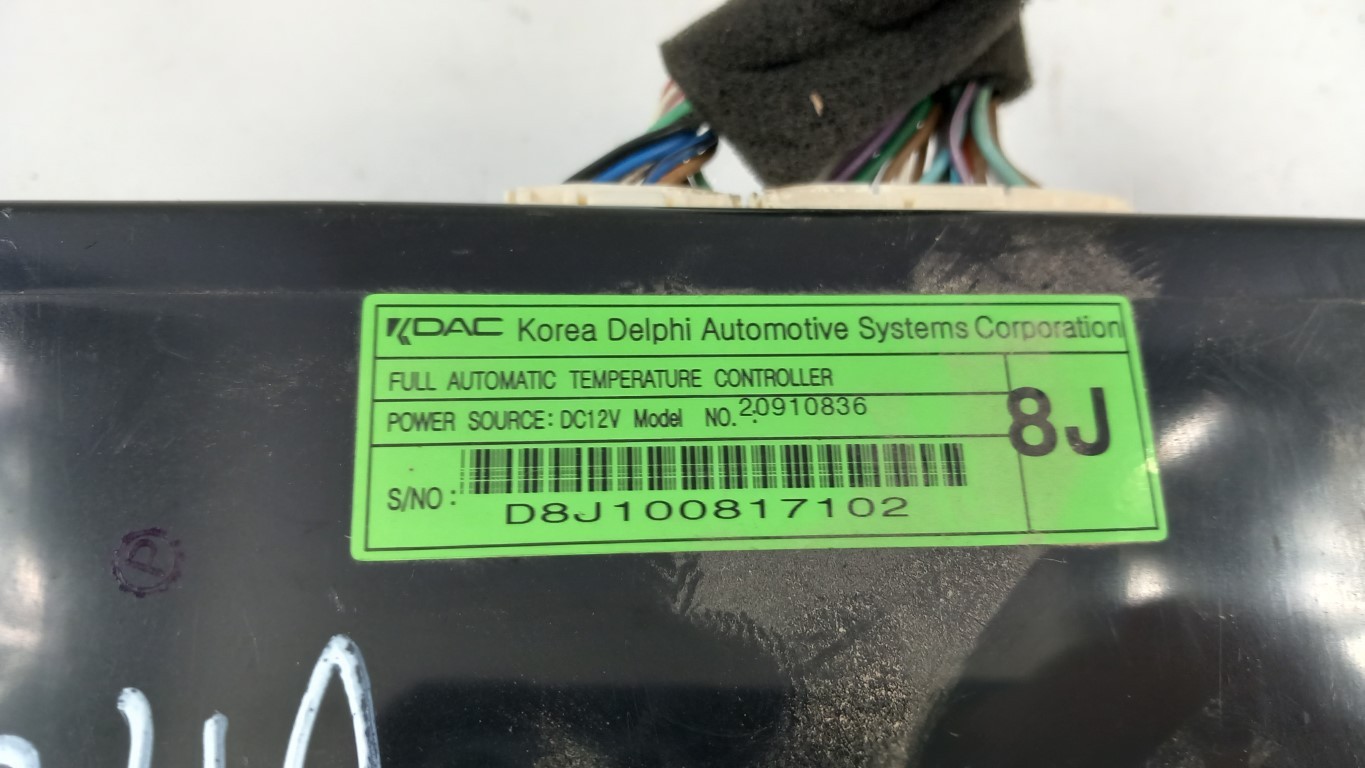 KDAC Korea Delphi Automotive Systems Corporation
FULL AUTOMATIC TEMPERATURE CONTROLLER
POWER SOURCE: DC12V Model NO. 20910836
8J
S/NO :
D8J100817102